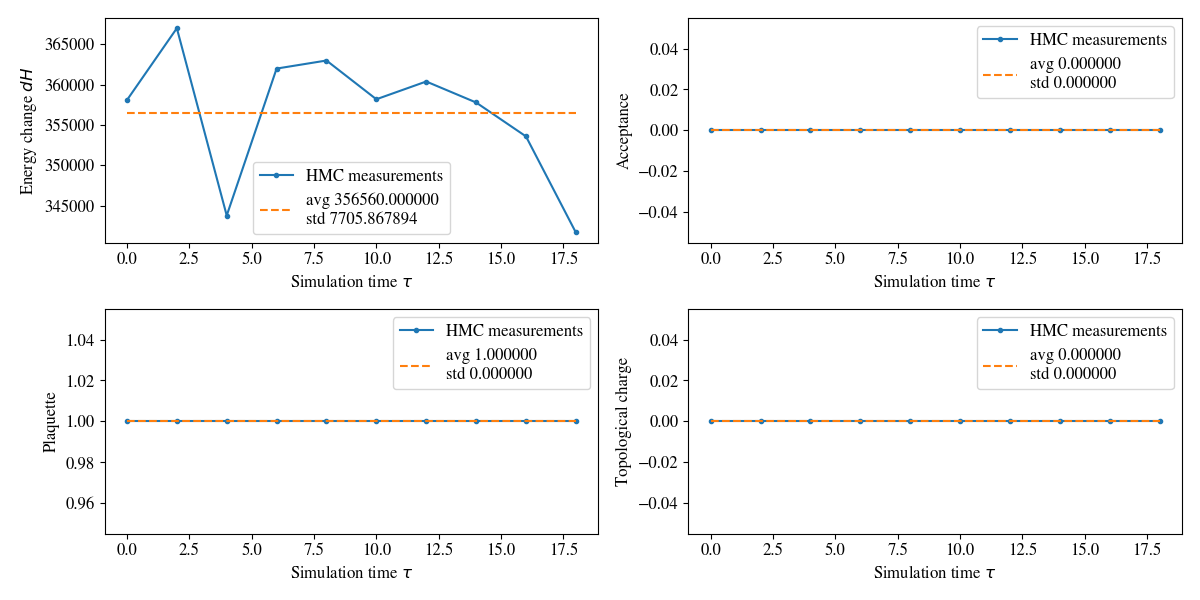 365000
360000
355000
350000
345000
Energy change dH
HMC measurements
avg 356560.000000
std 7705.867894
0.0 2.5 5.0 7.5 10.0 12.5 15.0 17.5
Simulation time τ
0.04
0.02
0.00
−0.02
−0.04
Acceptance
HMC measurements
avg 0.000000
std 0.000000
0.0 2.5 5.0 7.5 10.0 12.5 15.0 17.5
Simulation time τ
1.04
1.02
1.00
0.98
0.96
Plaquette
HMC measurements
avg 1.000000
std 0.000000
0.0 2.5 5.0 7.5 10.0 12.5 15.0 17.5
Simulation time τ
0.04
0.02
0.00
−0.02
−0.04
Topological charge
HMC measurements
avg 0.000000
std 0.000000
0.0 2.5 5.0 7.5 10.0 12.5 15.0 17.5
Simulation time τ